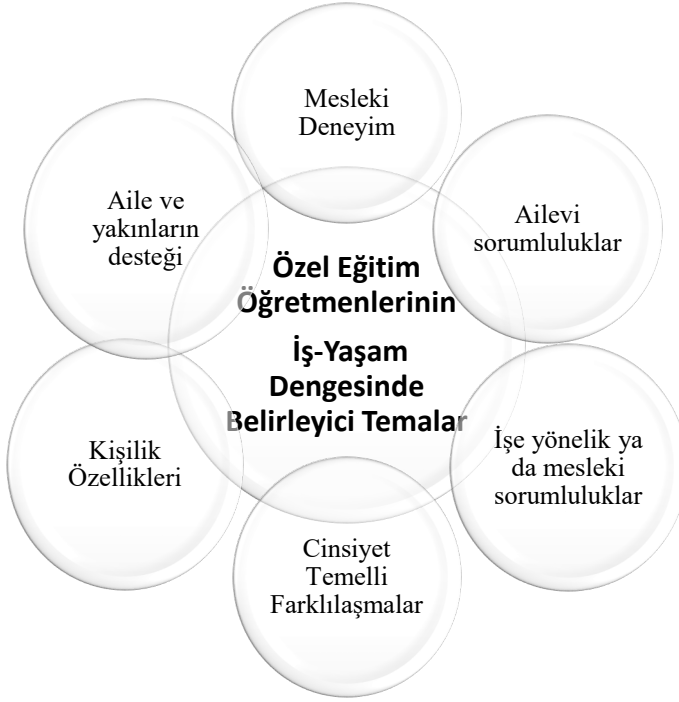 Mesleki
Deneyim
Ailevi
sorumluluklar
İşe yönelik ya
da mesleki
sorumluluklar
Cinsiyet
Temelli
Farklılaşmalar
Kişilik
Özellikleri
Aile ve
yakınların
desteği
Özel Eğitim
Öğretmenlerinin
İş-Yaşam
Dengesinde
Belirleyici Temalar